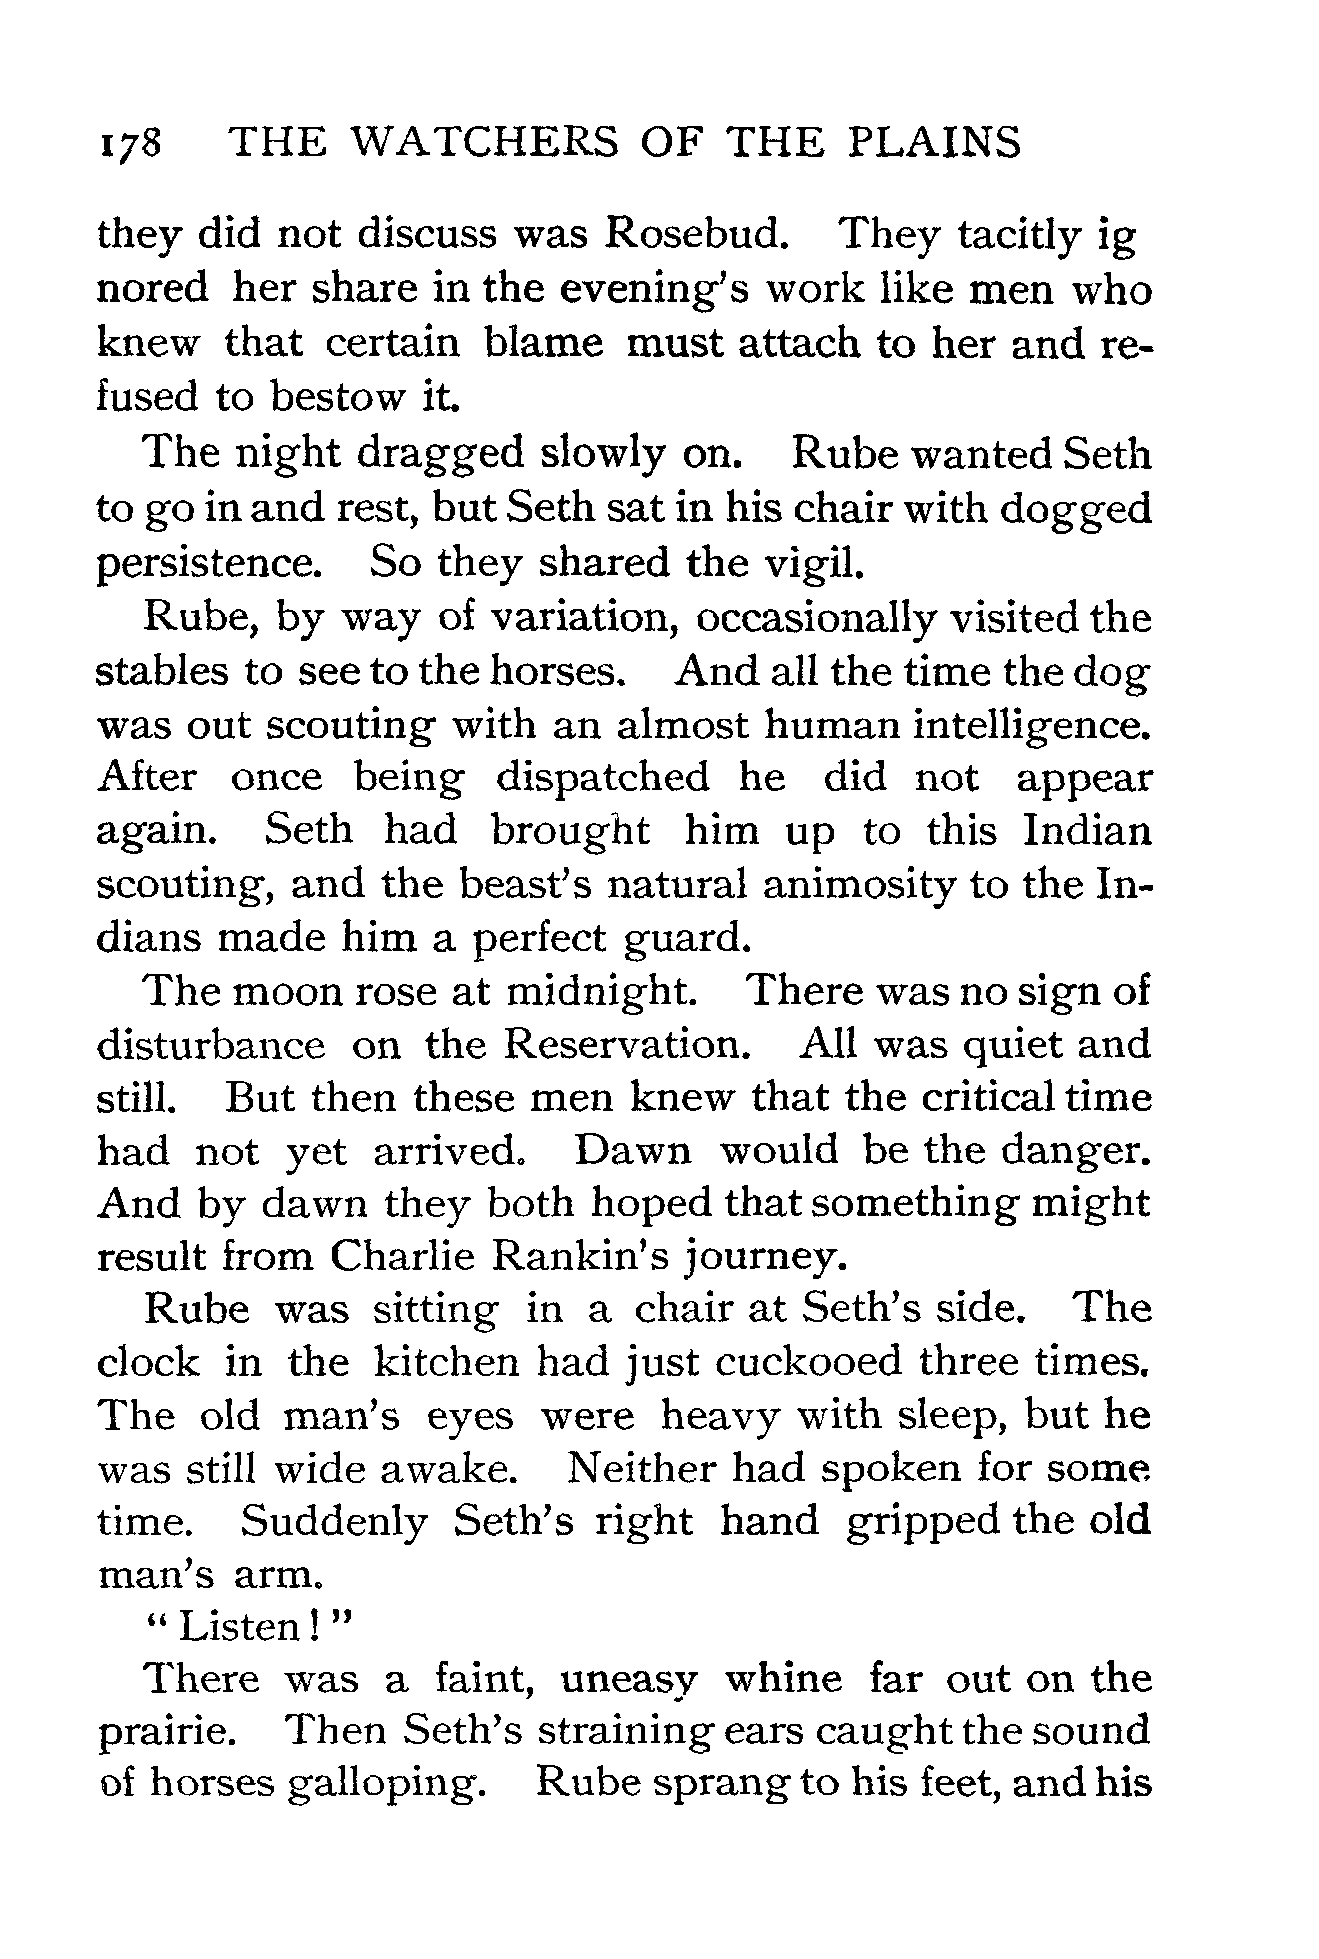 178 THE WATCHERS OF THE PLAINS
they did not discuss was Rosebud. They tacitly ig
nored her share in the evening's work like men who
knew that certain blame must attach to her and re-
fused to bestow it.
The night dragged slowly on. Rube wanted Seth
to go in and rest, but Seth sat in his chair with dogged
persistence. So they shared the vigil.
Rube, by way of variation, occasionally visited the
stables to see to the horses. And all the time the dog
was out scouting with an almost human intelligence.
After once being dispatched he did not appear
again. Seth had brought him up to this Indian
scouting, and the beast's natural animosity to the In-
dians made him a perfect guard.
The moon rose at midnight. There was no sign of
disturbance on the Reservation. All was quiet and
still. But then these men knew that the critical time
had not yet arrived. Dawn would be the danger.
And by dawn they both hoped that something might
result from Charlie Rankin's journey.
Rube was sitting in a chair at Seth's side. The
clock in the kitchen had just cuckooed three times.
The old man's eyes were heavy with sleep, but he
was still wide awake. Neither had spoken for some
time. Suddenly Seth's right hand gripped the old
man's arm.
" Listen ! "
There was a faint, uneasy whine far out on the
prairie. Then Seth's straining ears caught the sound
of horses galloping. Rube sprang to his feet, and his